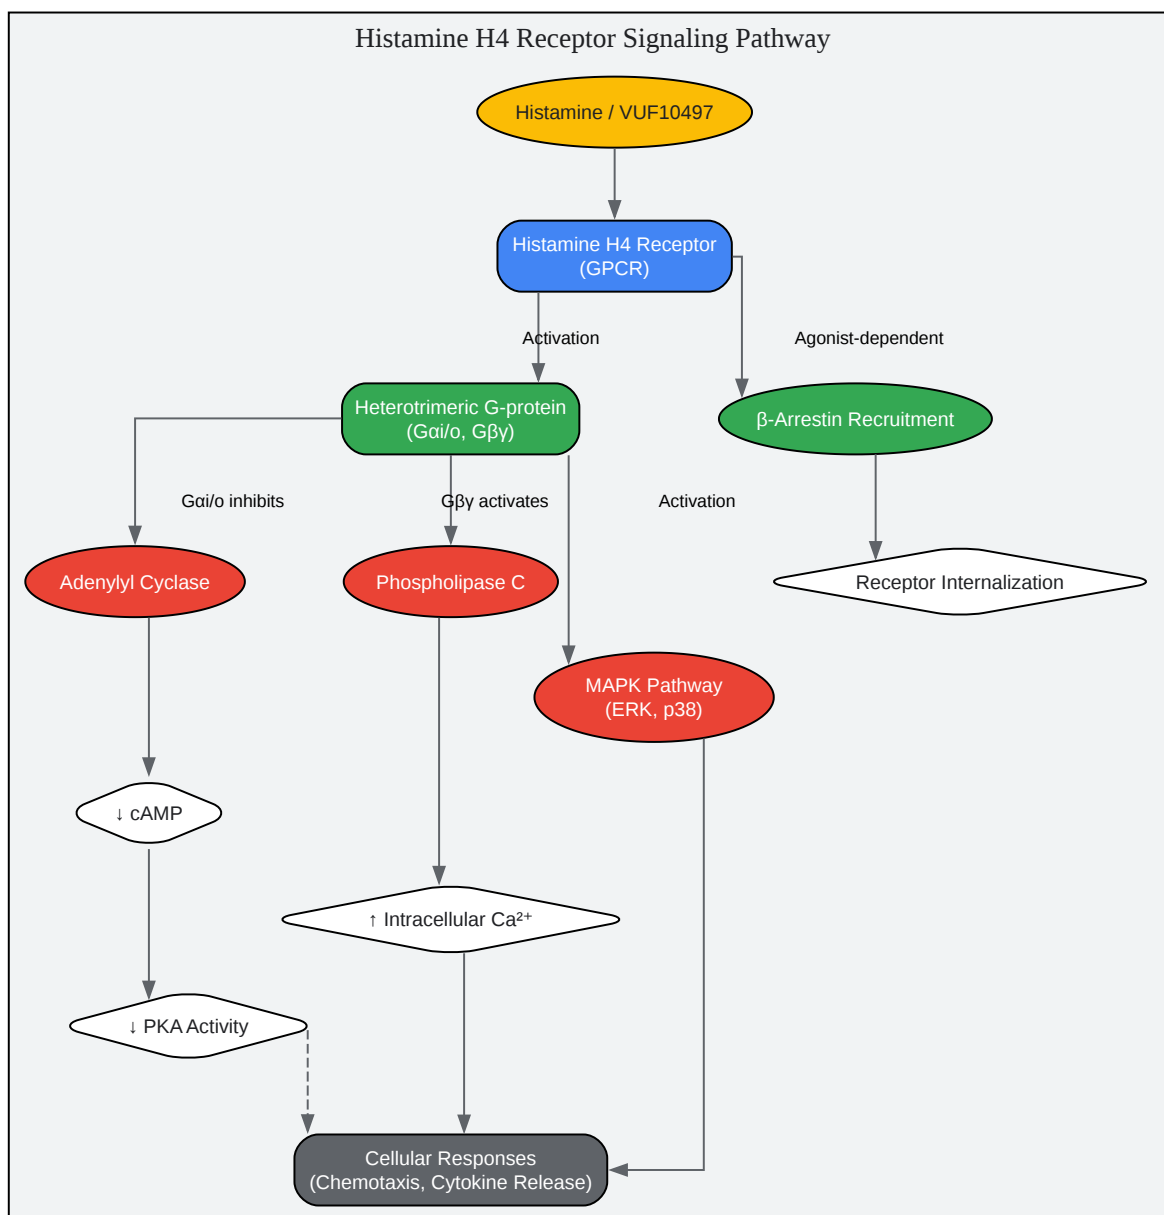 Histamine H4 Receptor Signaling Pathway
Histamine / VUF10497
Histamine H4 Receptor
(GPCR)
Activation
Agonist-dependent
Heterotrimeric G-protein
(Gαi/o, Gβγ)
β-Arrestin Recruitment
Gαi/o inhibits
Gβγ activates
Activation
Adenylyl Cyclase
Phospholipase C
Receptor Internalization
MAPK Pathway
(ERK, p38)
↓ cAMP
↑ Intracellular Ca²⁺
↓ PKA Activity
Cellular Responses
(Chemotaxis, Cytokine Release)